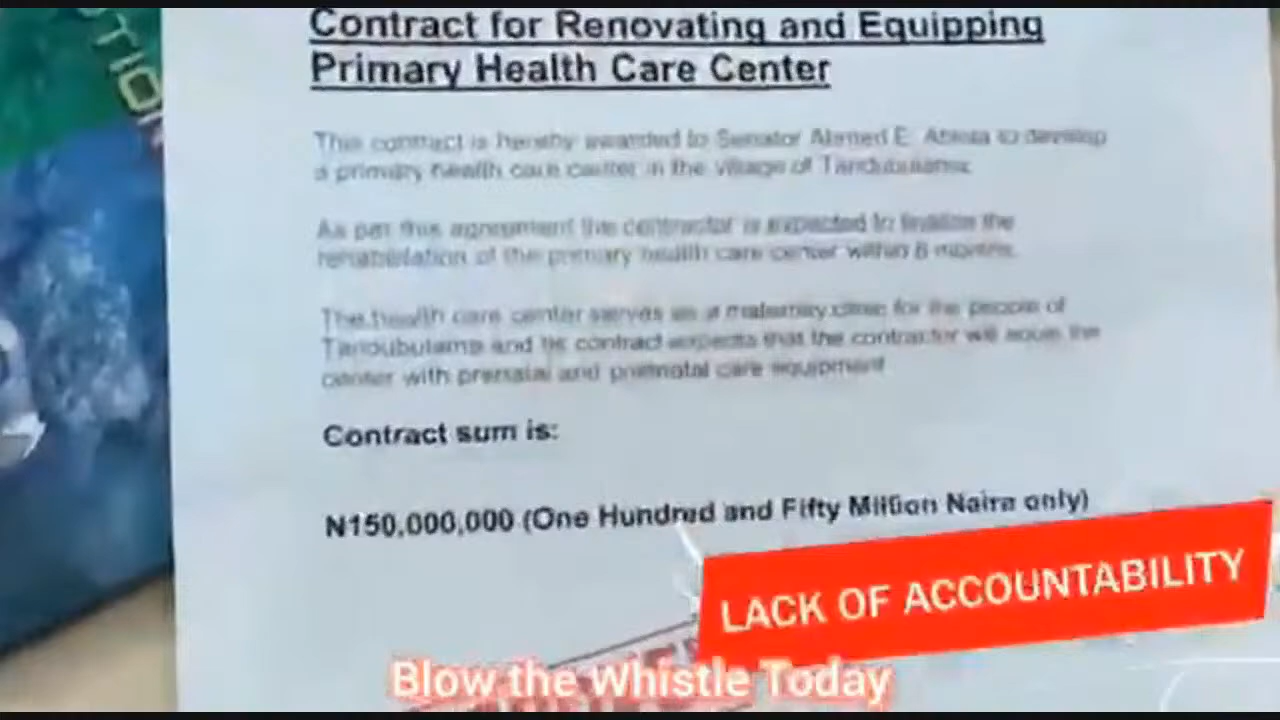 Contract for Renovating and Equipping
Primary Health Care Center
This contract is hereby awarded to Senator Ahmed E. to develop
a primary health care center in the village of
As per this agreement the contractor is expected to finalize the
rehabilitation of the primary health care center within 6 months.
The health care center serves as a maternity clinic for the people of
and contract expects that the contractor will the
center with prenatal and postnatal care equipment
Contract sum is:
N150,000,000 (One Hundred and Fifty Million Naira only)
LACK OF ACCOUNTABILITY
Blow the Whistle Today